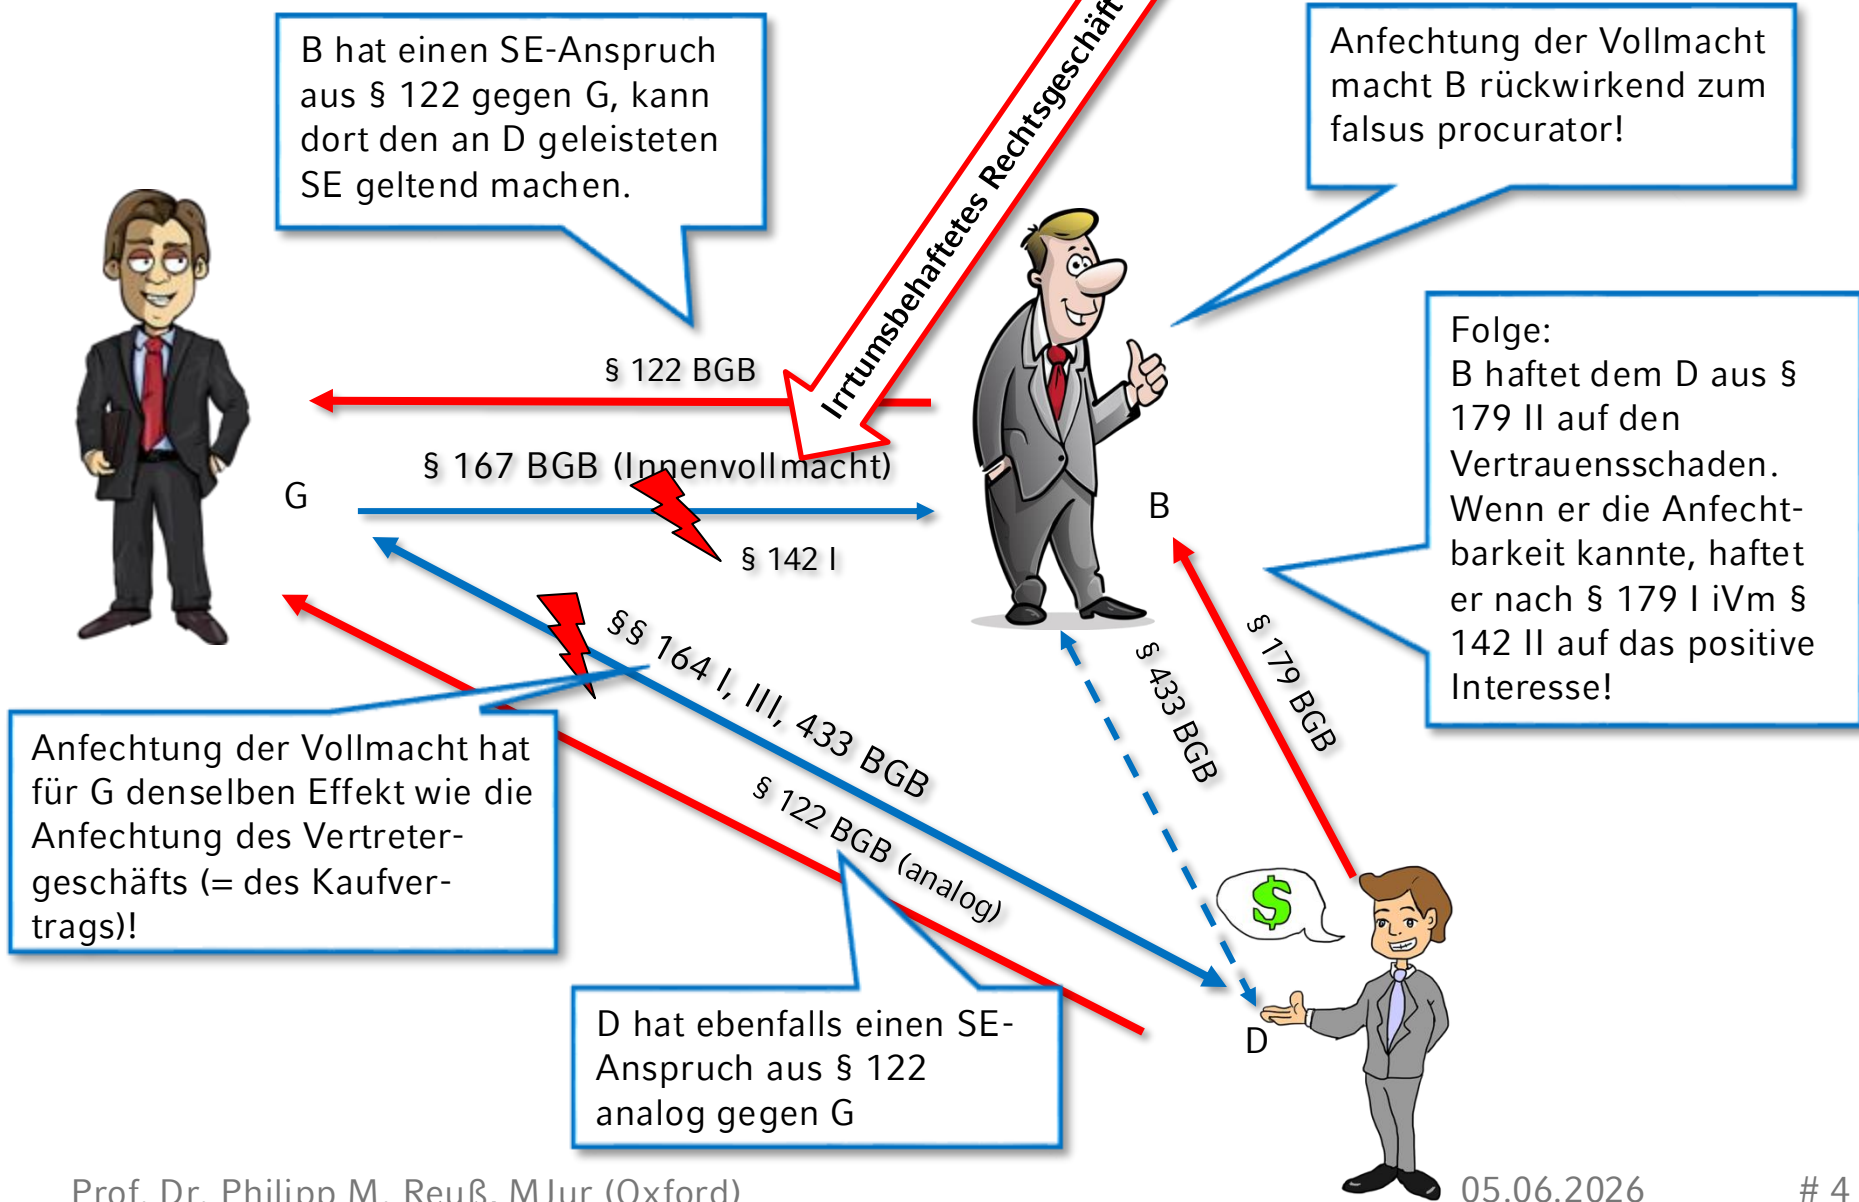 B hat einen SE-Anspruch
aus § 122 gegen G, kann
dort den an D geleisteten
SE geltend machen.
Irrtumsbehaftetes Rechtsgeschäft
Anfechtung der Vollmacht
macht B rückwirkend zum
falsus procurator!
Folge:
B haftet dem D aus §
179 II auf den
Vertrauensschaden.
Wenn er die Anfecht-
barkeit kannte, haftet
er nach § 179 I iVm §
142 II auf das positive
Interesse!
§ 122 BGB
§ 167 BGB (Innenvollmacht)
G
B
§ 142 I
§§ 164 I, III, 433 BGB
§ 433 BGB
§ 179 BGB
§ 122 BGB (analog)
Anfechtung der Vollmacht hat
für G denselben Effekt wie die
Anfechtung des Vertreter-
geschäfts (= des Kaufver-
trags)!
$
D hat ebenfalls einen SE-
Anspruch aus § 122
analog gegen G
D
Prof. Dr. Philipp M. Reuß, MJur (Oxford)
05.06.2026
# 4